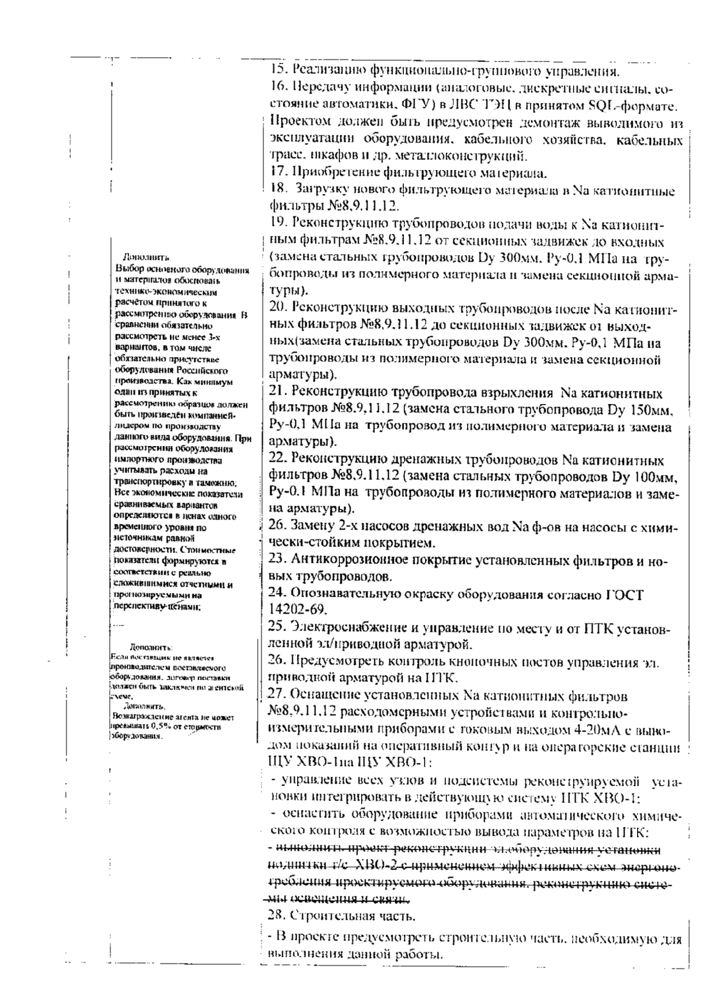 15. Реализацию функционально-группового управления.
16. Передачу информации (аналоговые, дискретные сигналы, со-
стояние автоматики, ФГУ) в ЛВС ТЭЦ в принятом SQL-формате.
Проектом должен быть предусмотрен демонтаж выводимого из
эксплуатации оборудования, кабельного хозяйства, кабельных
трасс, шкафов и др. металлоконструкций.
17. Приобретение фильтрующего материала.
18. Загрузку нового фильтрующего материала в Na катионитные
фильтры №8,9,11,12.
19. Реконструкцию трубопроводов подачи воды к Na катионит-
ным фильтрам №8,9,11,12 от секционных задвижек до входных
(замена стальных трубопроводов Dy 300мм, Ру-0,1 МПа на тру-
бопроводы из полимерного материала и замена секционной арма-
туры).
20. Реконструкцию выходных трубопроводов после Na катионит-
ных фильтров №8,9,11,12 до секционных задвижек от выход-
ных(замена стальных трубопроводов Dy 300мм, Ру-0,1 МПа на
трубопроводы из полимерного материала и замена секционной
арматуры).
21. Реконструкцию трубопровода взрыхления Na катионитных
фильтров №8,9,11,12 (замена стального трубопровода Dy 150мм,
Ру-0,1 МПа на трубопровод из полимерного материала и замена
арматуры).
22. Реконструкцию дренажных трубопроводов Na катионитных
фильтров №8,9,11,12 (замена стальных трубопроводов Dy 100мм,
Ру-0,1 МПа на трубопроводы из полимерного материалов и заме-
на арматуры).
26. Замену 2-х насосов дренажных вод Na ф-ов на насосы с хими-
чески-стойким покрытием.
23. Антикоррозионное покрытие установленных фильтров и но-
вых трубопроводов.
24. Опознавательную окраску оборудования согласно ГОСТ
14202-69.
25. Электроснабжение и управление по месту и от ПТК установ-
ленной эл/приводной арматурой.
26. Предусмотреть контроль кнопочных постов управления эл.
приводной арматурой на ПТК.
27. Оснащение установленных Na катионитных фильтров
№8,9,11,12 расходомерными устройствами и контрольно-
измерительными приборами с токовым выходом 4-20мА с выво-
дом показаний на оперативный контур и на операторские станции
ЩУ ХВО-1на ЩУ ХВО-1:
- управление всех узлов и подсистемы реконструируемой уста-
новки интегрировать в действующую систему ПТК ХВО-1;
- оснастить оборудование приборами автоматического химиче-
ского контроля с возможностью вывода параметров на ПТК:
- выполнить проект реконструкции эл.оборудования установки
подпитки т/с ХВО-2 с применением эффективных схем энергопо-
требления проектируемого оборудования, реконструкцию систе-
мы освещения и связи.
28. Строительная часть.
- В проекте предусмотреть строительную часть, необходимую для
выполнения данной работы.
Дополнить:
Выбор основного оборудования
и материалов обосновать
технико-экономическим
расчётом принятого к
рассмотрению оборудования В
сравнении обязательно
рассмотреть не менее 3-х
вариантов, в том числе
обязательно присутствие
оборудования Российского
производства. Как минимум
один из принятых к
рассмотрению образцов должен
быть произведён компанией-
лидером по производству
данного вида оборудования. При
рассмотрении оборудования
импортного производства
учитывать расходы на
транспортировку и таможню;
Все экономические показатели
сравниваемых вариантов
определяются в ценах одного
временного уровня по
источникам равной
достоверности. Стоимостные
показатели формируются в
соответствии с реально
сложившимися отчетными и
прогнозируемыми на
перспективу ценами;
Дополнить:
Если поставщик не является
производителем поставляемого
оборудования, договор поставки
должен быть заключен по агентской
схеме,
Дополнить.
Вознаграждение агента не может
превышать 0,5% от стоимости
оборудования.